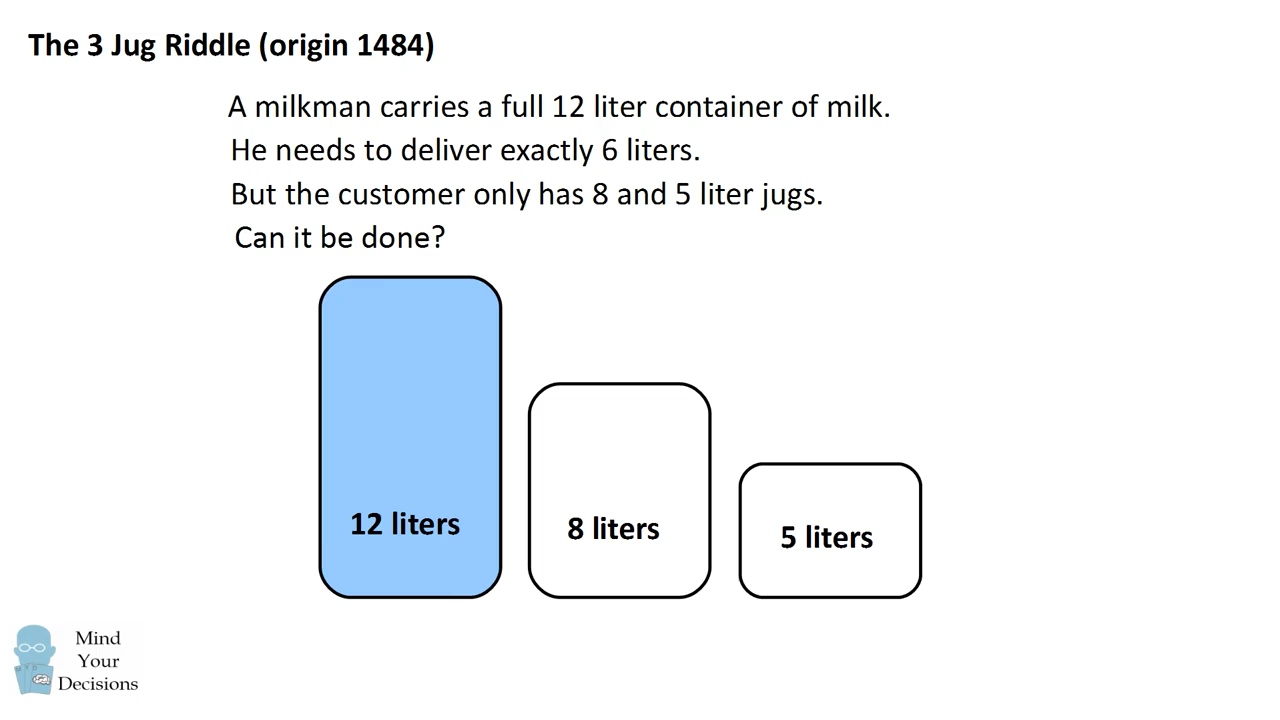 The 3 Jug Riddle (origin 1484)
A milkman carries a full 12 liter container of milk.
He needs to deliver exactly 6 liters.
But the customer only has 8 and 5 liter jugs.
Can it be done?
12 liters
8 liters
5 liters
Mind
Your
Decisions